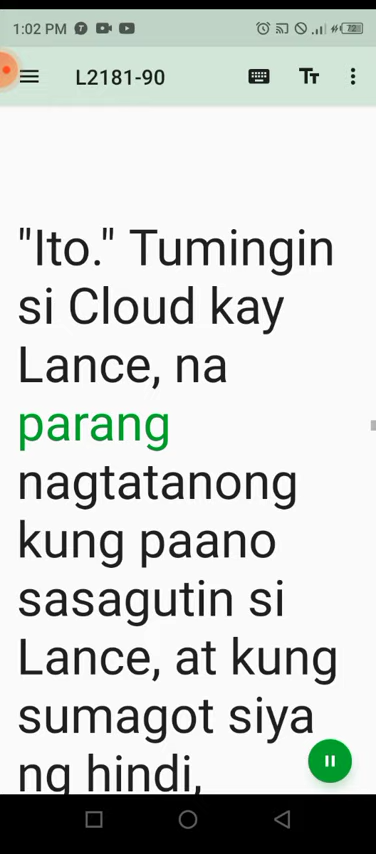 1:02 PM
72
L2181-90
"Ito." Tumingin
si Cloud kay
Lance, na
parang
nagtatanong
kung paano
sasagutin si
Lance, at kung
sumagot siya
ng hindi,